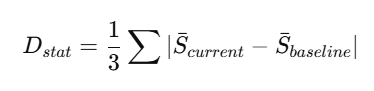 $D_{stat} = \frac{1}{3} \sum |\bar{S}_{current} - \bar{S}_{baseline}|$